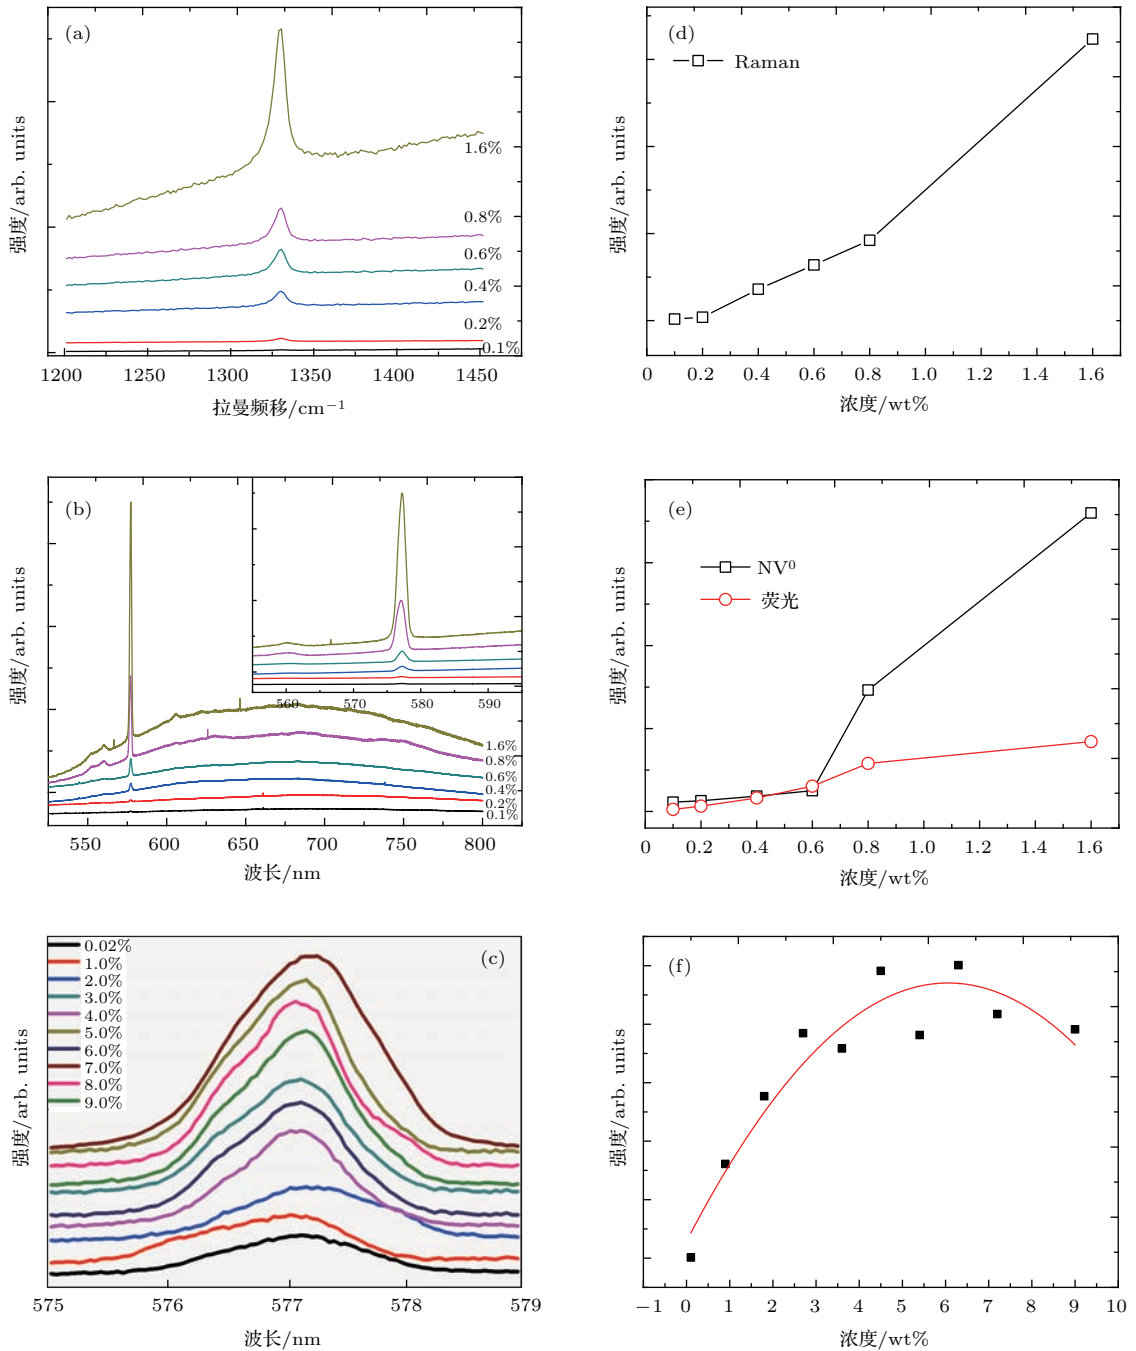 (a)
强度/arb. units
1.6%
0.8%
0.6%
0.4%
0.2%
0.1%
1200 1250 1300 1350 1400 1450
拉曼频移/cm⁻¹
(d)
Raman
强度/arb. units
0 0.2 0.4 0.6 0.8 1.0 1.2 1.4 1.6
浓度/wt%
(b)
强度/arb. units
560 570 580 590
1.6%
0.8%
0.6%
0.4%
0.2%
0.1%
550 600 650 700 750 800
波长/nm
(e)
NV⁰
荧光
强度/arb. units
0 0.2 0.4 0.6 0.8 1.0 1.2 1.4 1.6
浓度/wt%
(c)
0.02%
1.0%
2.0%
3.0%
4.0%
5.0%
6.0%
7.0%
8.0%
9.0%
强度/arb. units
575 576 577 578 579
波长/nm
(f)
强度/arb. units
−1 0 1 2 3 4 5 6 7 8 9 10
浓度/wt%